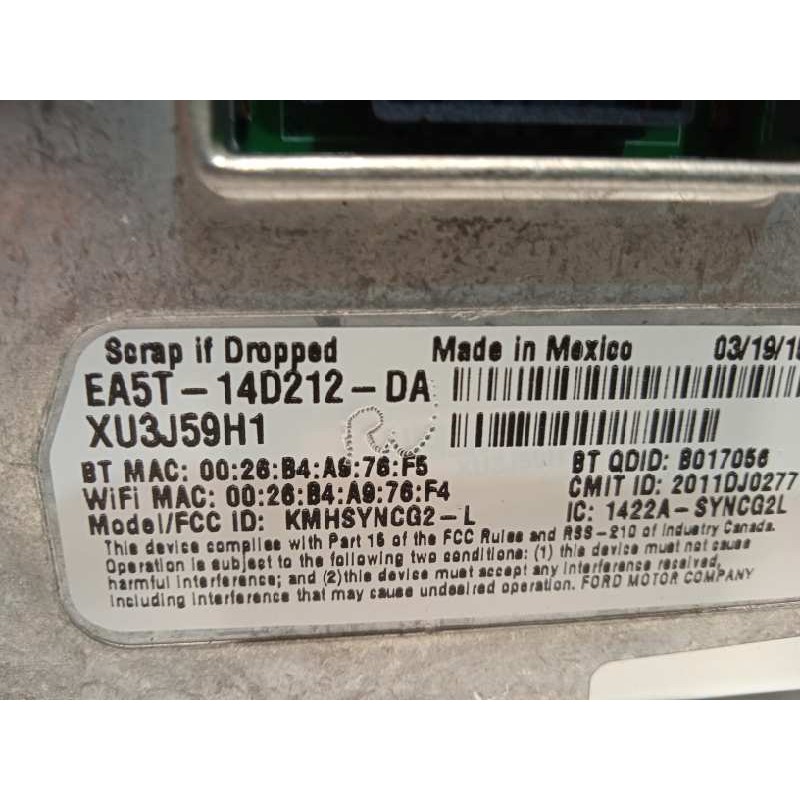 Scrap if Dropped Made in Mexico 03/19/15
EA5T-14D212-DA
XU3J59H1
BT MAC: 00:26:B4:A9:76:F5 BT QDID: B017056
WiFi MAC: 00:26:B4:A9:76:F4 CMIT ID: 2011DJ0277
Model/FCC ID: KMHSYNCG2-L IC: 1422A-SYNCG2L
This device complies with Part 15 of the FCC Rules and RSS-210 of Industry Canada.
Operation is subject to the following two conditions: (1) this device must not cause
harmful interference; and (2)this device must accept any interference received,
including interference that may cause undesired operation. FORD MOTOR COMPANY